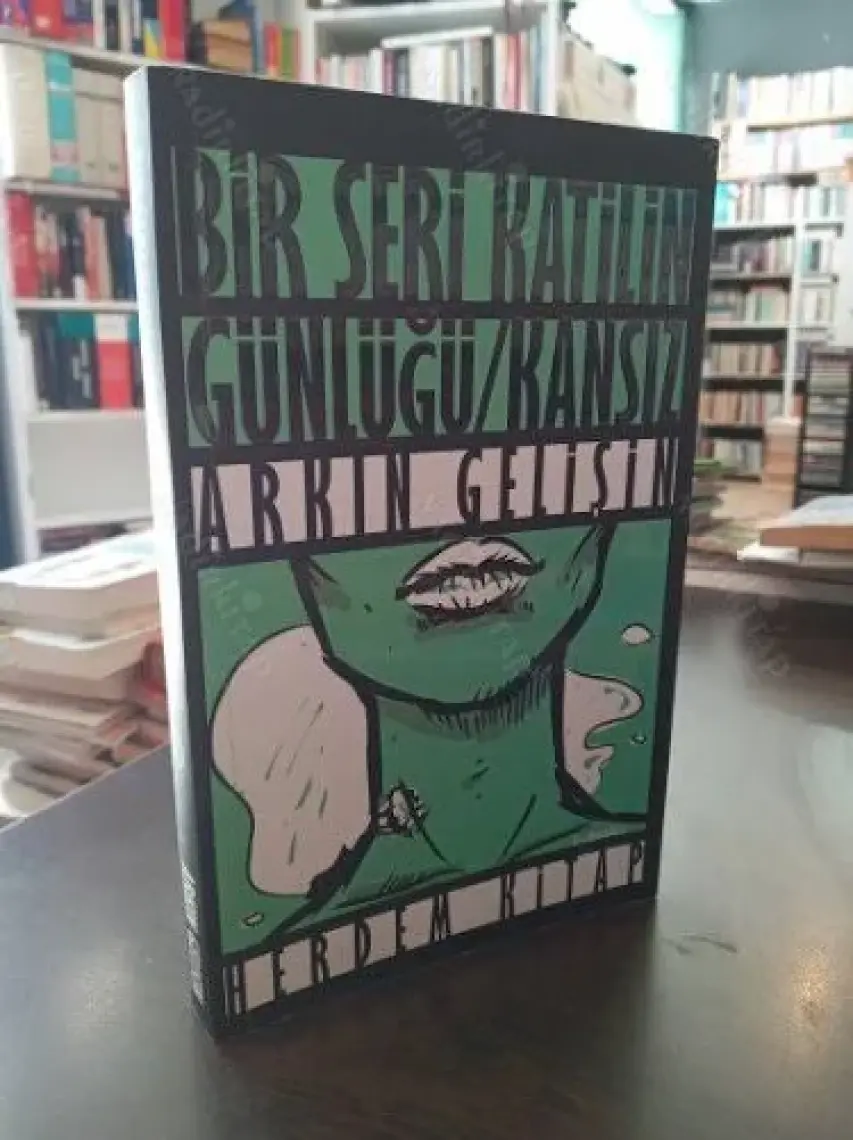 BİR SERİ KATİLİN
GÜNLÜĞÜ/KANSIZ
ARKIN GELİŞİN
HERDEM KİTAP